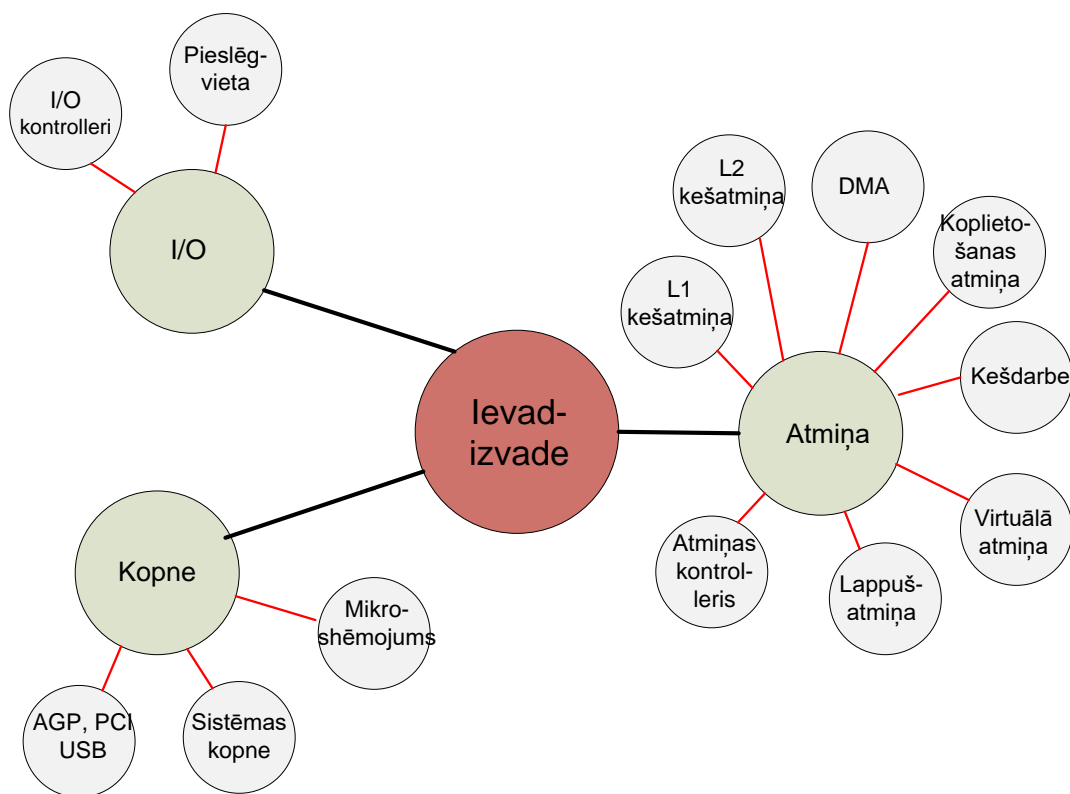 Pieslēg-
vieta
I/O
kontrolleri
I/O
L2
kešatmiņa
DMA
Koplieto-
šanas
atmiņa
L1
kešatmiņa
Kešdarbe
Ievad-
izvade
Atmiņa
Virtuālā
atmiņa
Atmiņas
kontrol-
leris
Lappuš-
atmiņa
Kopne
Mikro-
shēmojums
AGP, PCI
USB
Sistēmas
kopne